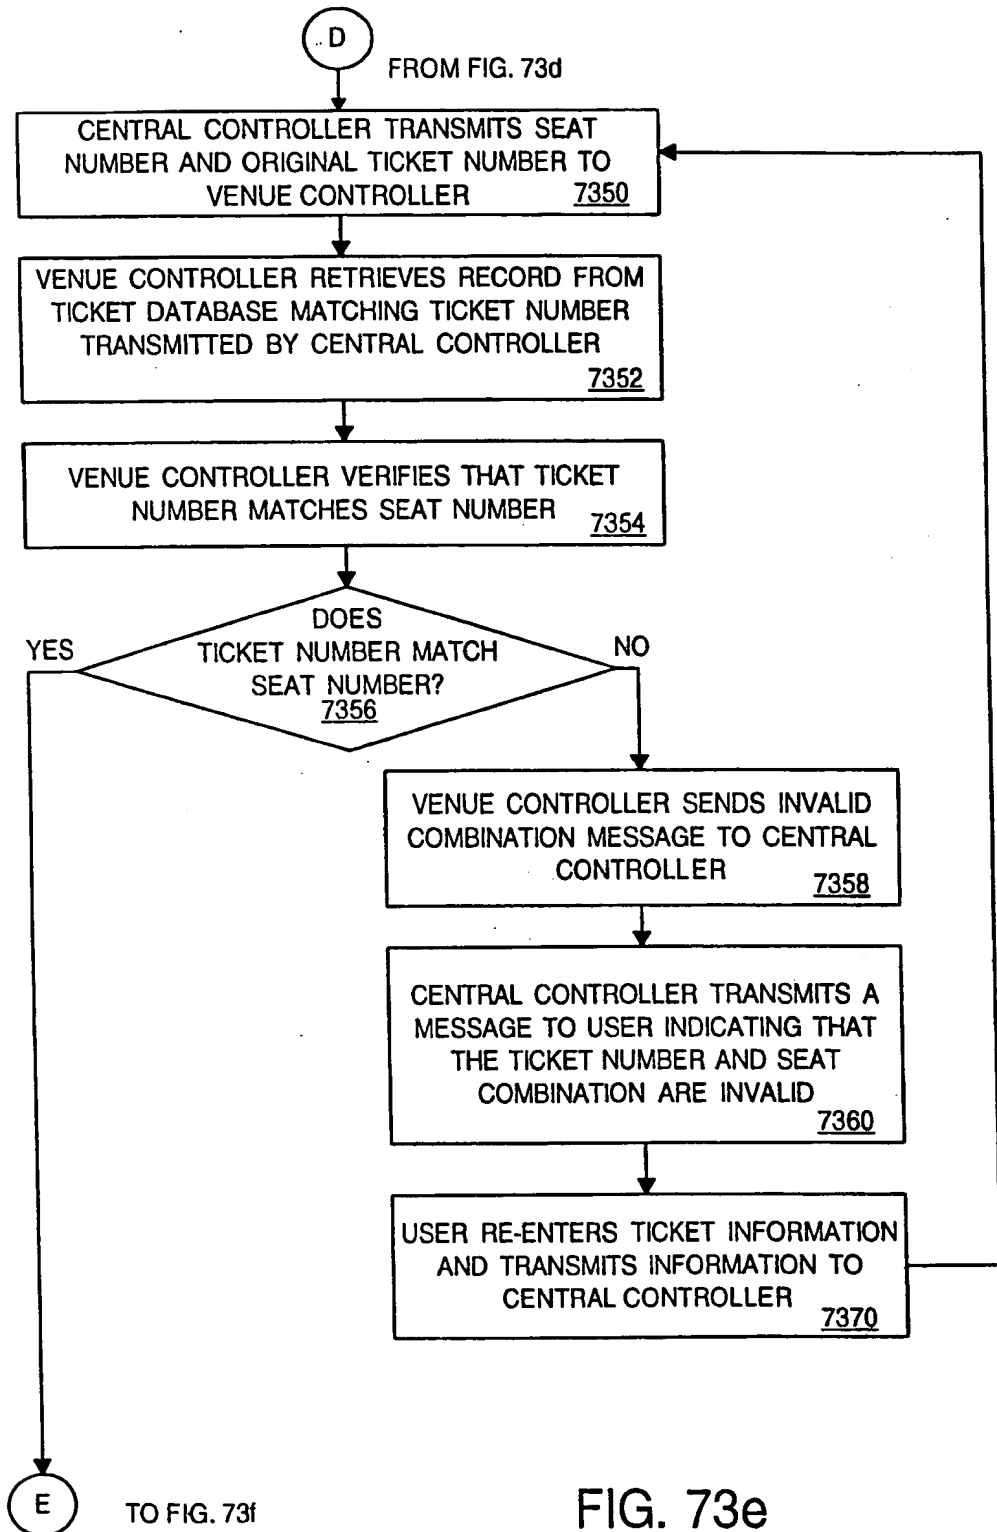 D
FROM FIG. 73d
CENTRAL CONTROLLER TRANSMITS SEAT
NUMBER AND ORIGINAL TICKET NUMBER TO
VENUE CONTROLLER
7350
VENUE CONTROLLER RETRIEVES RECORD FROM
TICKET DATABASE MATCHING TICKET NUMBER
TRANSMITTED BY CENTRAL CONTROLLER
7352
VENUE CONTROLLER VERIFIES THAT TICKET
NUMBER MATCHES SEAT NUMBER
7354
DOES
TICKET NUMBER MATCH
SEAT NUMBER?
7356
YES
NO
VENUE CONTROLLER SENDS INVALID
COMBINATION MESSAGE TO CENTRAL
CONTROLLER
7358
CENTRAL CONTROLLER TRANSMITS A
MESSAGE TO USER INDICATING THAT
THE TICKET NUMBER AND SEAT
COMBINATION ARE INVALID
7360
USER RE-ENTERS TICKET INFORMATION
AND TRANSMITS INFORMATION TO
CENTRAL CONTROLLER
7370
E
TO FIG. 73f
FIG. 73e